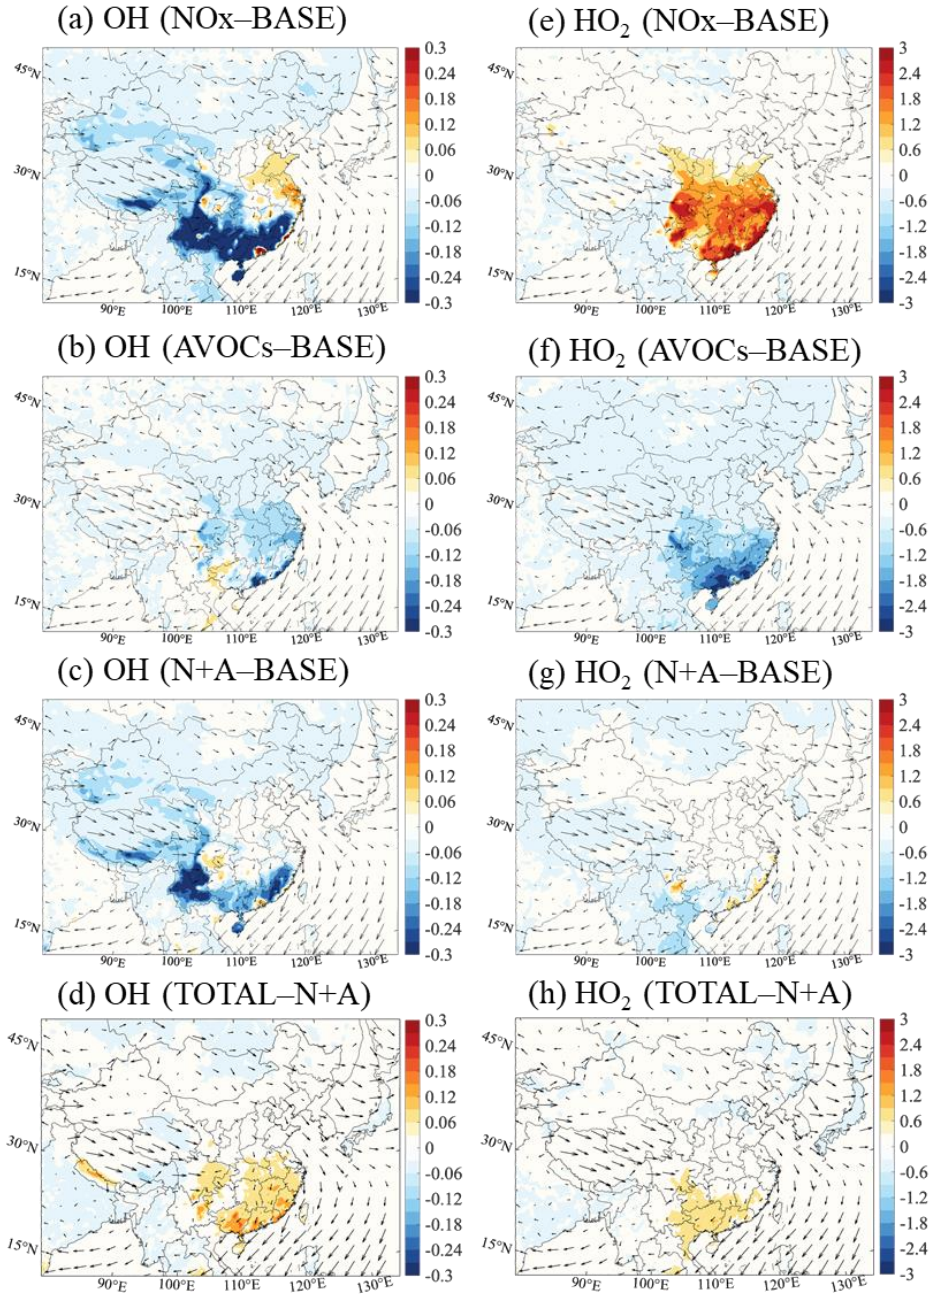 (a) OH (NOx–BASE)
45°N
30°N
15°N
90°E 100°E 110°E 120°E 130°E
0.3
0.24
0.18
0.12
0.06
0
-0.06
-0.12
-0.18
-0.24
-0.3
(e) HO2 (NOx–BASE)
45°N
30°N
15°N
90°E 100°E 110°E 120°E 130°E
3
2.4
1.8
1.2
0.6
0
-0.6
-1.2
-1.8
-2.4
-3
(b) OH (AVOCs–BASE)
45°N
30°N
15°N
90°E 100°E 110°E 120°E 130°E
0.3
0.24
0.18
0.12
0.06
0
-0.06
-0.12
-0.18
-0.24
-0.3
(f) HO2 (AVOCs–BASE)
45°N
30°N
15°N
90°E 100°E 110°E 120°E 130°E
3
2.4
1.8
1.2
0.6
0
-0.6
-1.2
-1.8
-2.4
-3
(c) OH (N+A–BASE)
45°N
30°N
15°N
90°E 100°E 110°E 120°E 130°E
0.3
0.24
0.18
0.12
0.06
0
-0.06
-0.12
-0.18
-0.24
-0.3
(g) HO2 (N+A–BASE)
45°N
30°N
15°N
90°E 100°E 110°E 120°E 130°E
3
2.4
1.8
1.2
0.6
0
-0.6
-1.2
-1.8
-2.4
-3
(d) OH (TOTAL–N+A)
45°N
30°N
15°N
90°E 100°E 110°E 120°E 130°E
0.3
0.24
0.18
0.12
0.06
0
-0.06
-0.12
-0.18
-0.24
-0.3
(h) HO2 (TOTAL–N+A)
45°N
30°N
15°N
90°E 100°E 110°E 120°E 130°E
3
2.4
1.8
1.2
0.6
0
-0.6
-1.2
-1.8
-2.4
-3